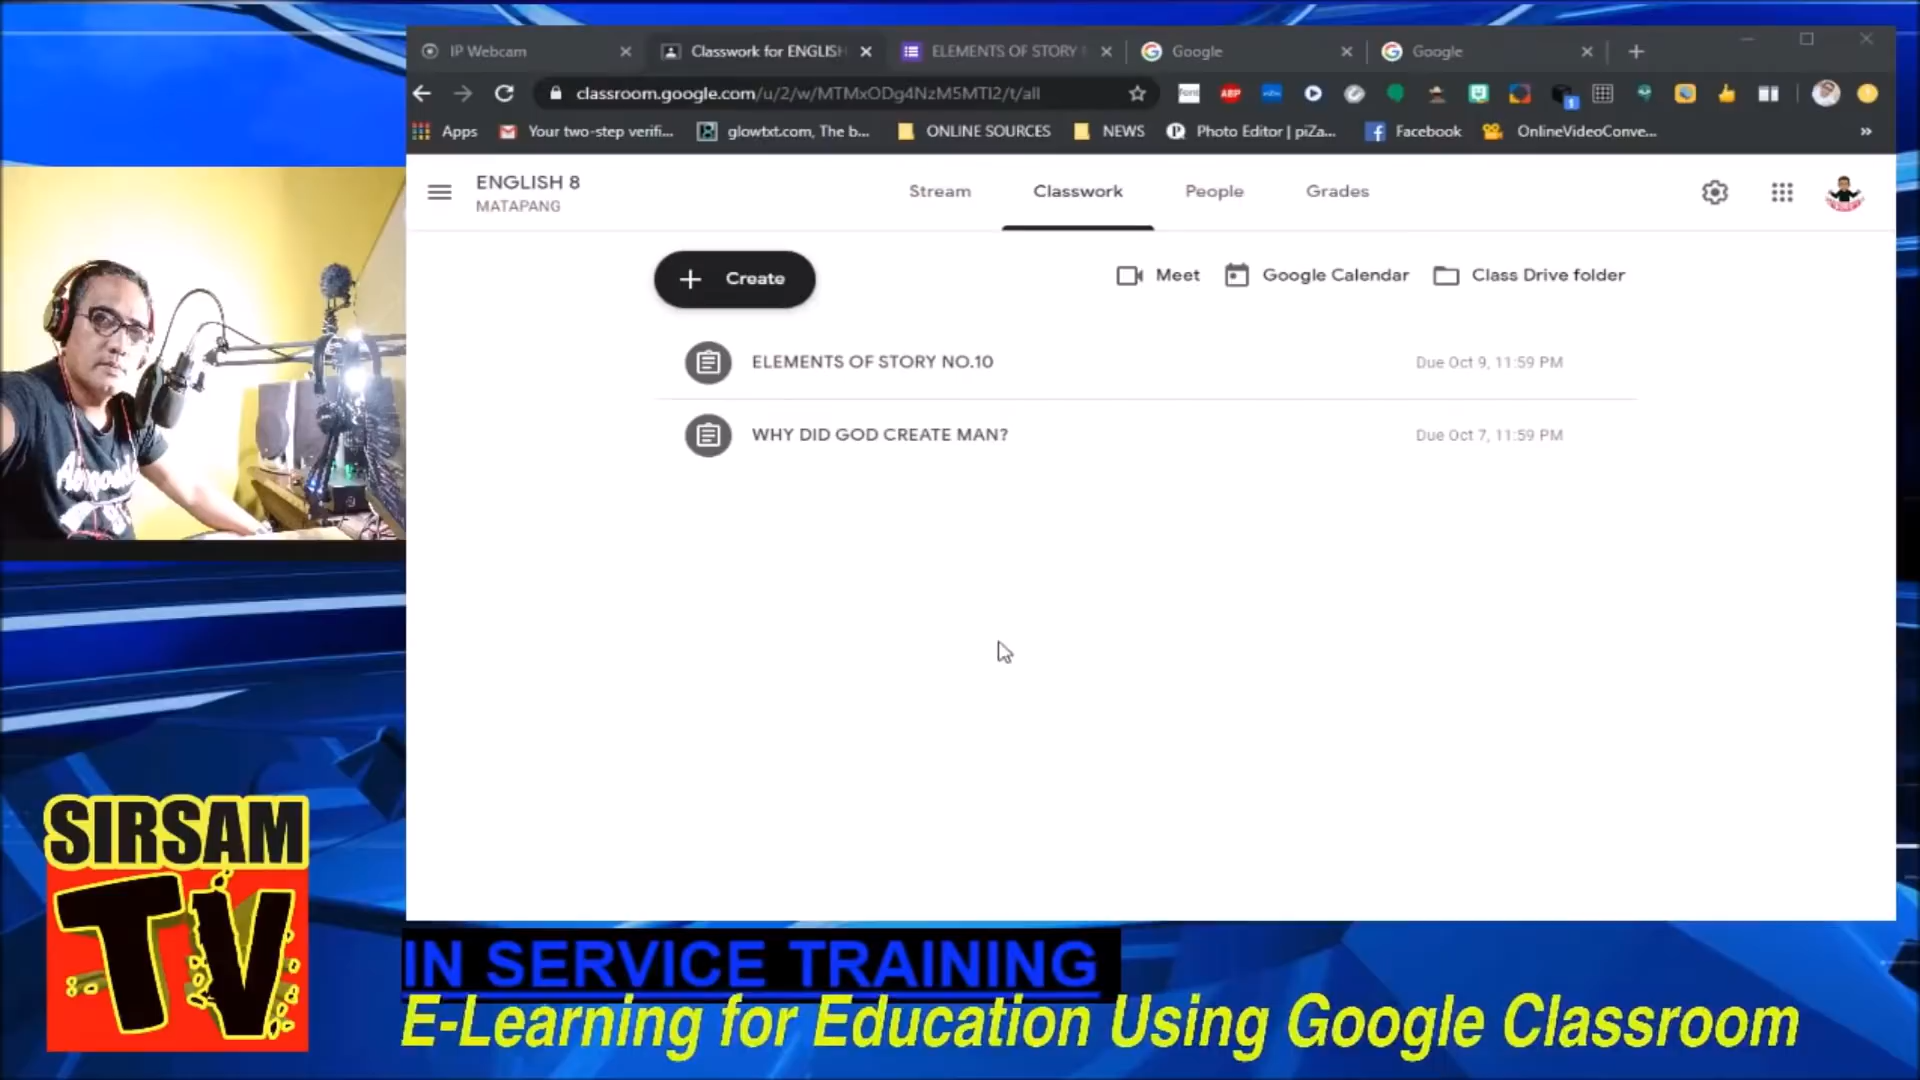 IP Webcam
Classwork for ENGLISH
ELEMENTS OF STORY
Google
Google
classroom.google.com/u/2/w/MTMxODg4NzM5MTI2/t/all
ABP
Apps
Your two-step verifi...
glowtxt.com, The b...
ONLINE SOURCES
NEWS
Photo Editor | piZa...
Facebook
OnlineVideoConve...
»
ENGLISH 8
MATAPANG
Stream
Classwork
People
Grades
+ Create
Meet
Google Calendar
Class Drive folder
ELEMENTS OF STORY NO.10
Due Oct 9, 11:59 PM
WHY DID GOD CREATE MAN?
Due Oct 7, 11:59 PM
SIRSAM
TV
IN SERVICE TRAINING
E-Learning for Education Using Google Classroom